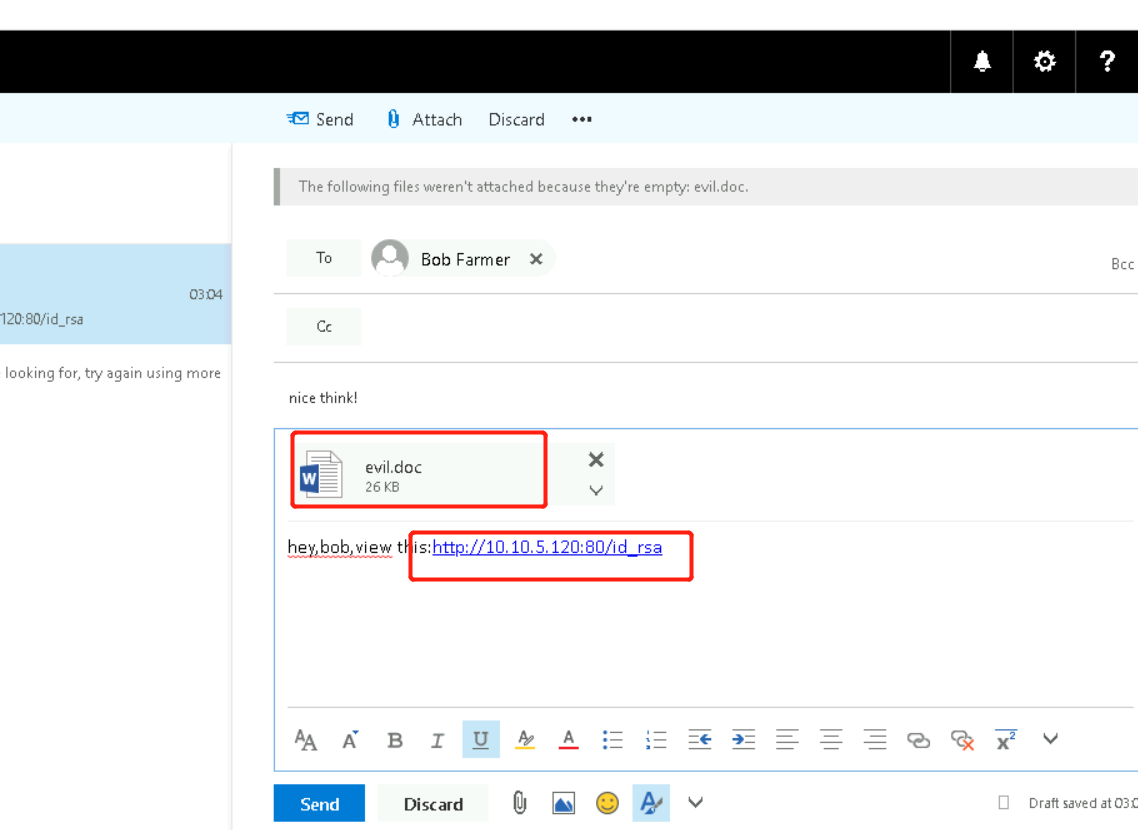 Send Attach Discard •••
The following files weren't attached because they're empty: evil.doc.
To Bob Farmer
Bcc
03:04
120:80/id_rsa
Cc
looking for, try again using more
nice think!
evil.doc
26 KB
hey,bob,view this:http://10.10.5.120:80/id_rsa
Send Discard Draft saved at 03:0